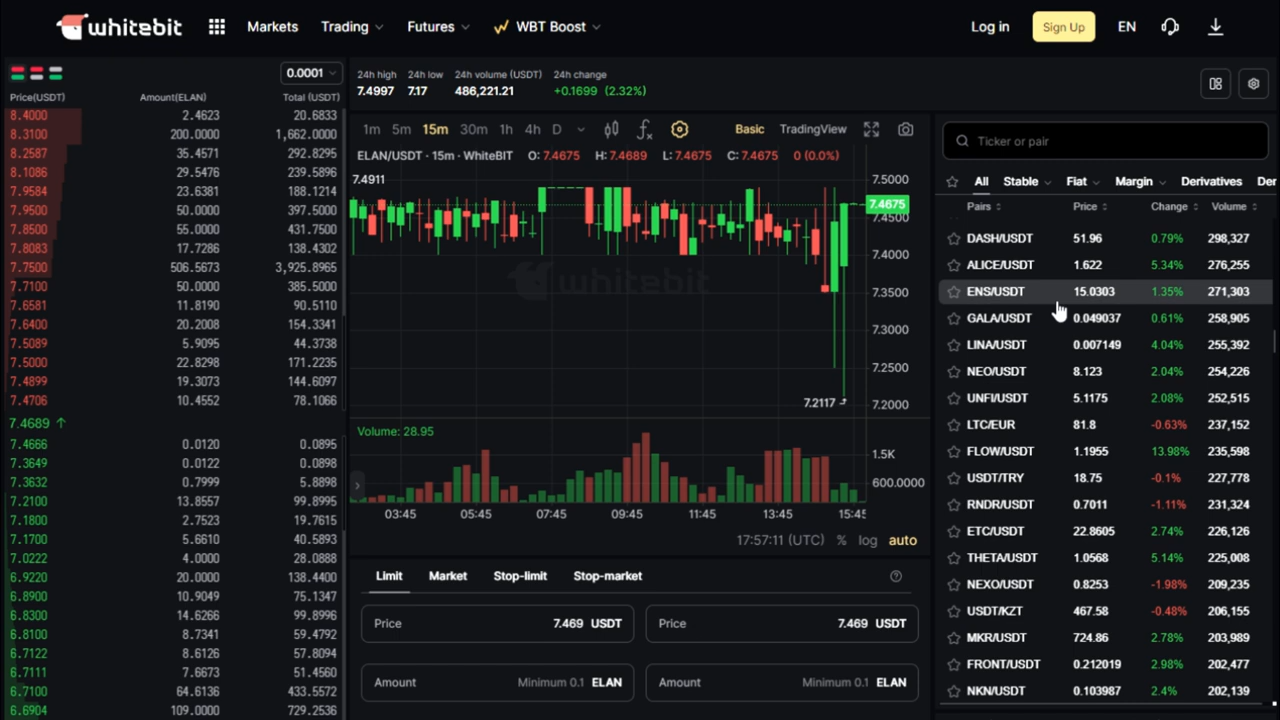 whitebit
Markets
Trading
Futures
WBT Boost
Log in
Sign Up
EN
0.0001
Price(USDT) Amount(ELAN) Total (USDT)
8.4000 2.4623 20.6833
8.3100 200.0000 1,662.0000
8.2587 35.4571 292.8295
8.1086 29.5476 239.5896
7.9584 23.6381 188.1214
7.9500 50.0000 397.5000
7.8500 55.0000 431.7500
7.8083 17.7286 138.4302
7.7500 506.5673 3,925.8965
7.7100 50.0000 385.5000
7.6581 11.8190 90.5110
7.6400 20.2008 154.3341
7.5089 5.9095 44.3738
7.5000 22.8298 171.2235
7.4899 19.3073 144.6107
7.4706 10.4552 78.1066
7.4689 ↑
7.4666 0.0120 0.0895
7.3649 0.0122 0.0898
7.3632 0.7999 5.8898
7.2100 13.8557 99.8995
7.1800 2.7523 19.7615
7.1700 5.6610 40.5893
7.0222 4.0000 28.0888
6.9220 20.0000 138.4400
6.8900 10.9049 75.1347
6.8300 14.6266 99.8996
6.8100 8.7341 59.4792
6.7122 8.6126 57.8094
6.7111 7.6673 51.4560
6.7100 64.6136 433.5572
6.6904 109.0000 729.2536
24h high 24h low 24h volume (USDT) 24h change
7.4997 7.17 486,221.21 +0.1699 (2.32%)
1m 5m 15m 30m 1h 4h D
Basic TradingView
ELAN/USDT · 15m · WhiteBIT O: 7.4675 H: 7.4689 L: 7.4675 C: 7.4675 0 (0.0%)
7.4911
7.5000
7.4675
7.4500
7.4000
7.3500
7.3000
7.2500
7.2000
7.2117
whitebit
Volume: 28.95
1.5K
600.0000
03:45 05:45 07:45 09:45 11:45 13:45 15:45
17:57:11 (UTC) % log auto
Limit Market Stop-limit Stop-market
Price 7.469 USDT
Price 7.469 USDT
Amount Minimum 0.1 ELAN
Amount Minimum 0.1 ELAN
Ticker or pair
All Stable Fiat Margin Derivatives Der
Pairs Price Change Volume
DASH/USDT 51.96 0.79% 298,327
ALICE/USDT 1.622 5.34% 276,255
ENS/USDT 15.0303 1.35% 271,303
GALA/USDT 0.049037 0.61% 258,905
LINA/USDT 0.007149 4.04% 255,392
NEO/USDT 8.123 2.04% 254,226
UNFI/USDT 5.1175 2.08% 252,515
LTC/EUR 81.8 -0.63% 237,152
FLOW/USDT 1.1955 13.98% 235,598
USDT/TRY 18.75 -0.1% 227,778
RNDR/USDT 0.7011 -1.11% 231,324
ETC/USDT 22.8605 2.74% 226,126
THETA/USDT 1.0568 5.14% 225,008
NEXO/USDT 0.8253 -1.98% 209,235
USDT/KZT 467.58 -0.48% 206,155
MKR/USDT 724.86 2.78% 203,989
FRONT/USDT 0.212019 2.98% 202,477
NKN/USDT 0.103987 2.4% 202,139